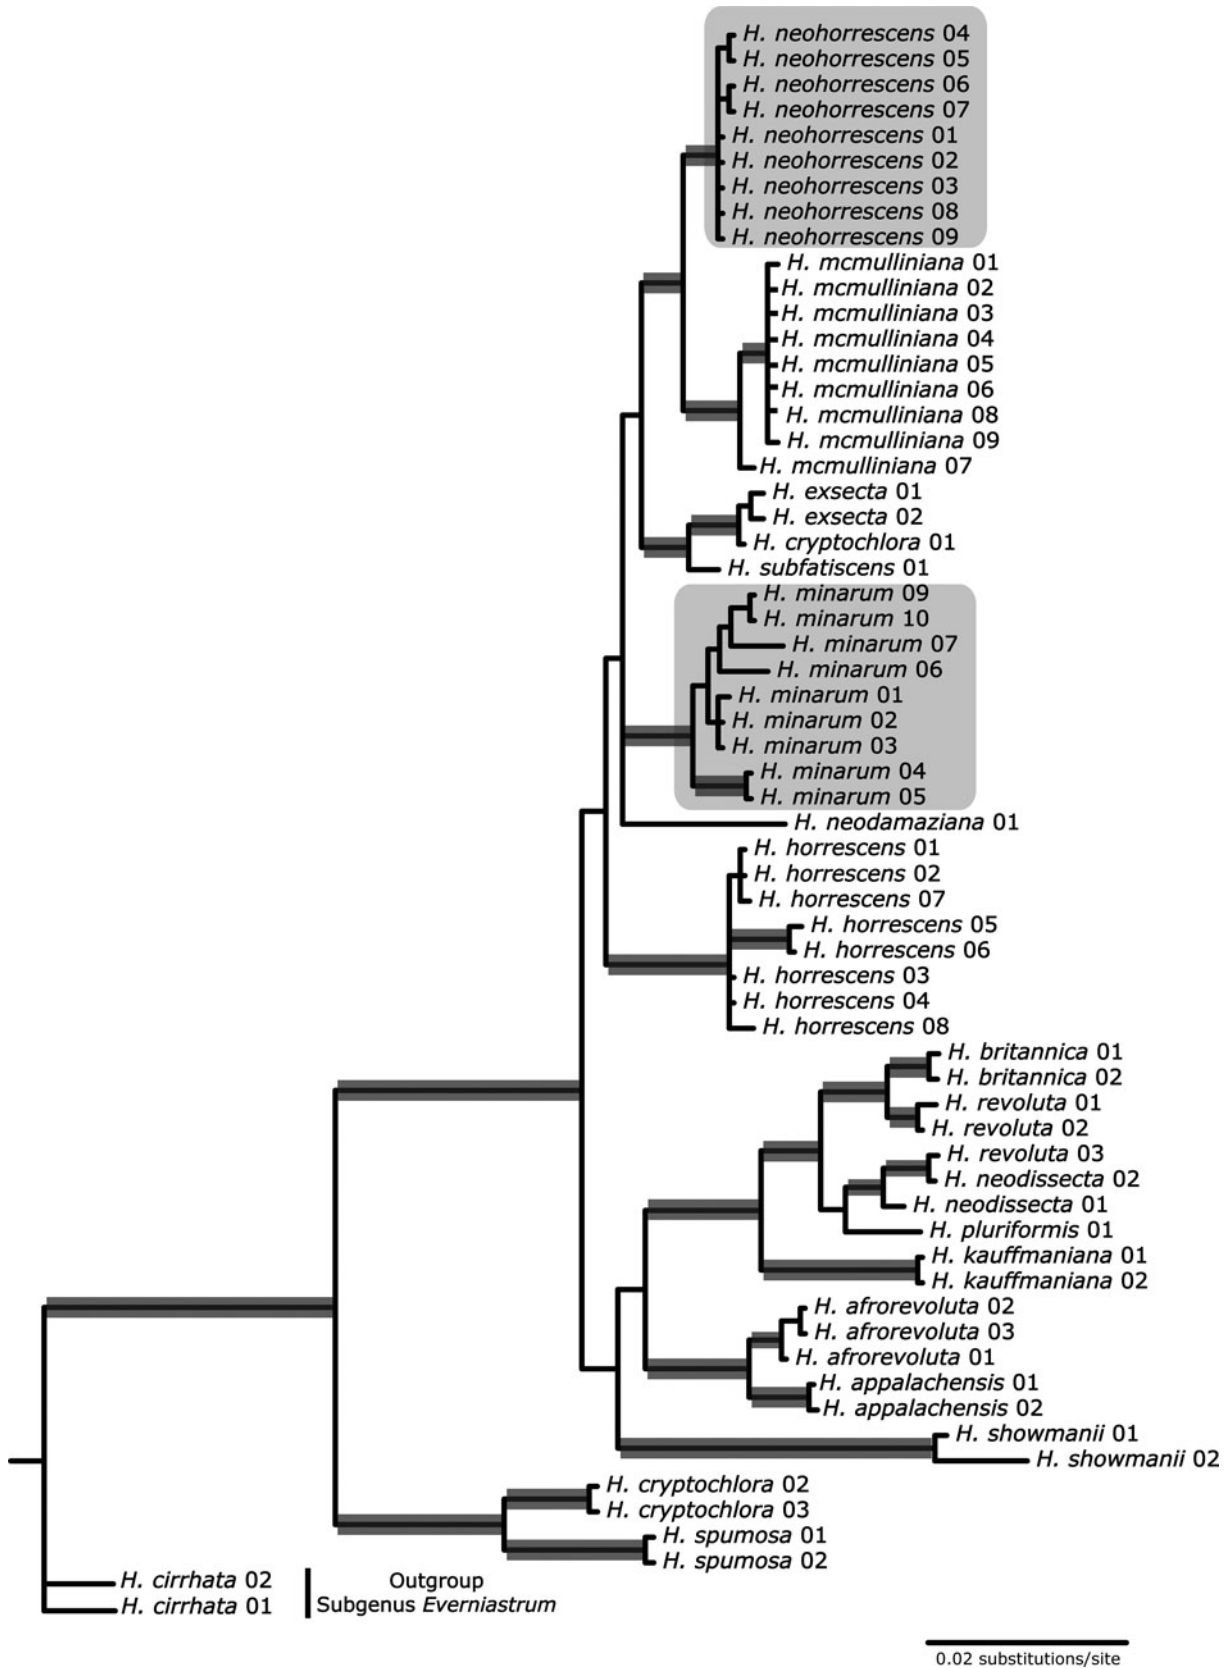 H. neohorrescens 04
H. neohorrescens 05
H. neohorrescens 06
H. neohorrescens 07
H. neohorrescens 01
H. neohorrescens 02
H. neohorrescens 03
H. neohorrescens 08
H. neohorrescens 09
H. mcmulliniana 01
H. mcmulliniana 02
H. mcmulliniana 03
H. mcmulliniana 04
H. mcmulliniana 05
H. mcmulliniana 06
H. mcmulliniana 08
H. mcmulliniana 09
H. mcmulliniana 07
H. exsecta 01
H. exsecta 02
H. cryptochlora 01
H. subfatiscens 01
H. minarum 09
H. minarum 10
H. minarum 07
H. minarum 06
H. minarum 01
H. minarum 02
H. minarum 03
H. minarum 04
H. minarum 05
H. neodamaziana 01
H. horrescens 01
H. horrescens 02
H. horrescens 07
H. horrescens 05
H. horrescens 06
H. horrescens 03
H. horrescens 04
H. horrescens 08
H. britannica 01
H. britannica 02
H. revoluta 01
H. revoluta 02
H. revoluta 03
H. neodissecta 02
H. neodissecta 01
H. pluriformis 01
H. kauffmaniana 01
H. kauffmaniana 02
H. afrorevoluta 02
H. afrorevoluta 03
H. afrorevoluta 01
H. appalachensis 01
H. appalachensis 02
H. showmanii 01
H. showmanii 02
H. cryptochlora 02
H. cryptochlora 03
H. spumosa 01
H. spumosa 02
H. cirrhata 02
H. cirrhata 01
Outgroup
Subgenus Everniastrum
0.02 substitutions/site